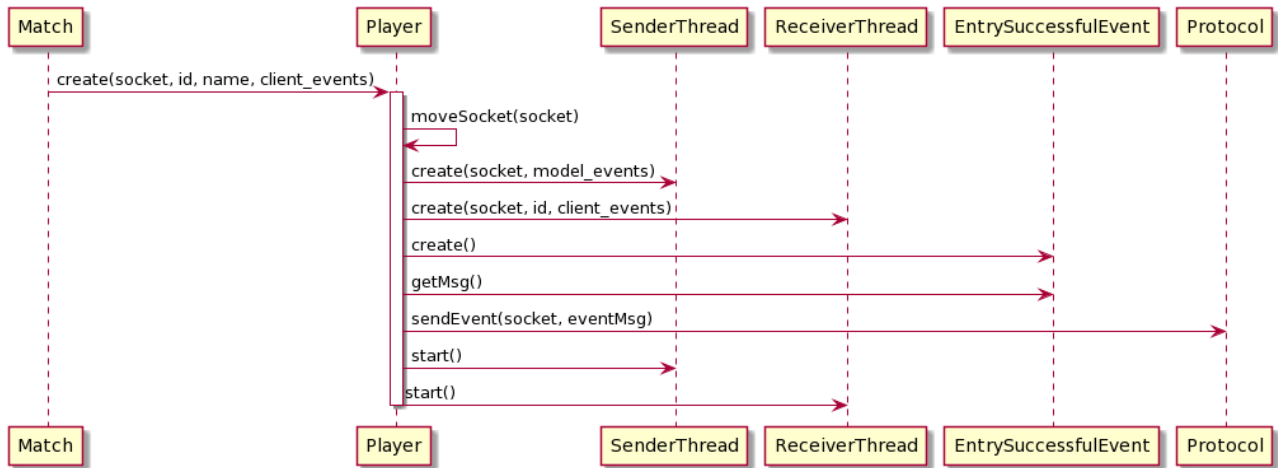 Match Player SenderThread ReceiverThread EntrySuccessfulEvent Protocol
create(socket, id, name, client_events)
moveSocket(socket)
create(socket, model_events)
create(socket, id, client_events)
create()
getMsg()
sendEvent(socket, eventMsg)
start()
start()
Match Player SenderThread ReceiverThread EntrySuccessfulEvent Protocol